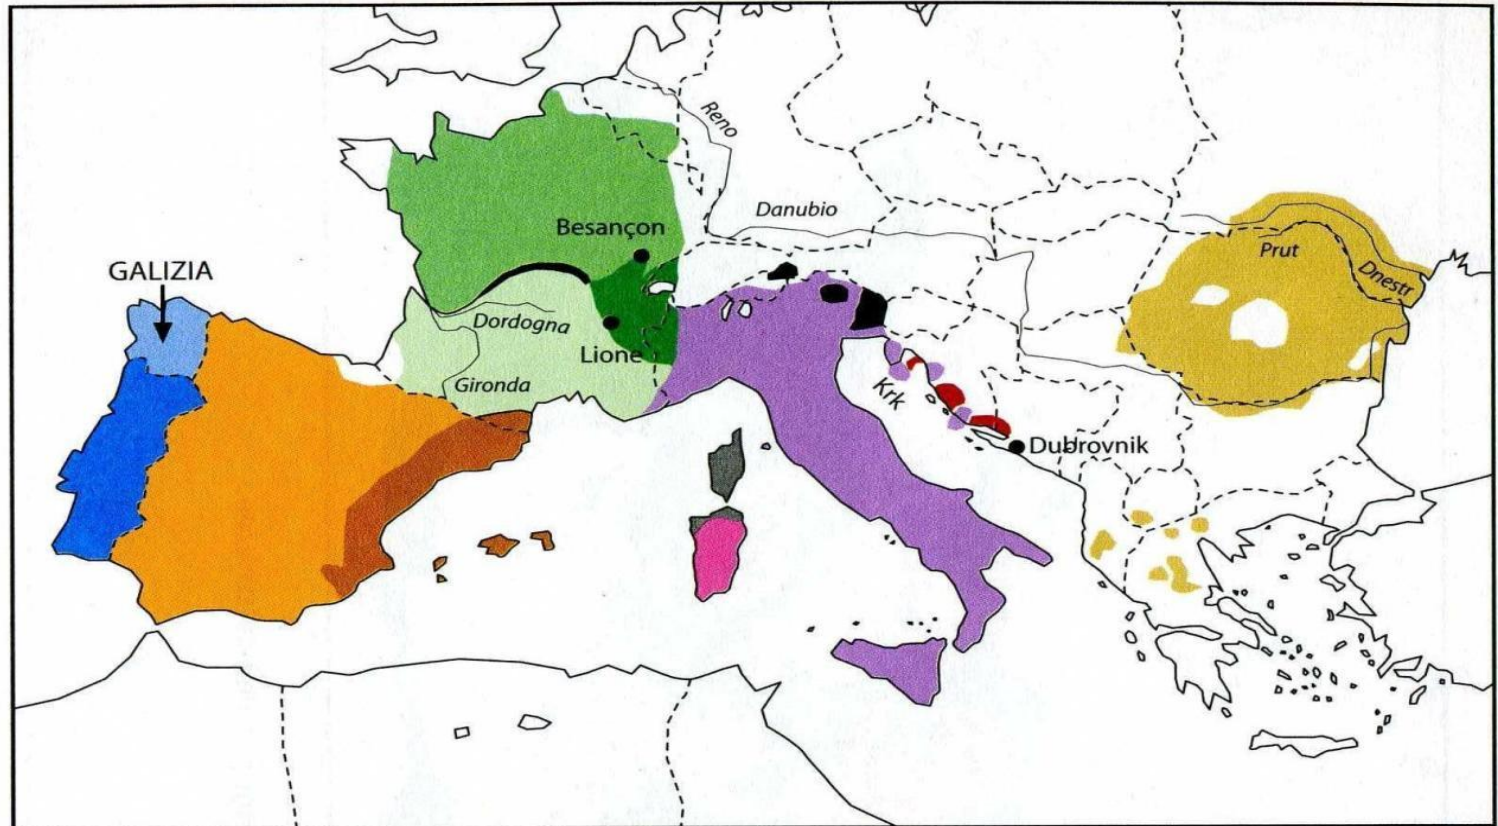 Reno
Danubio
Besançon
GALIZIA
Prut
Dnestr
Dordogna
Lione
Gironda
Krk
Dubrovnik